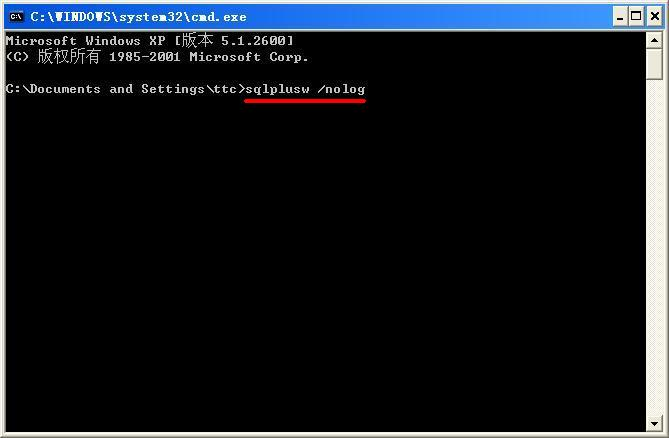 C:\WINDOWS\system32\cmd.exe
Microsoft Windows XP [版本 5.1.2600]
(C) 版权所有 1985-2001 Microsoft Corp.
C:\Documents and Settings\ttc>sqlplusw /nolog